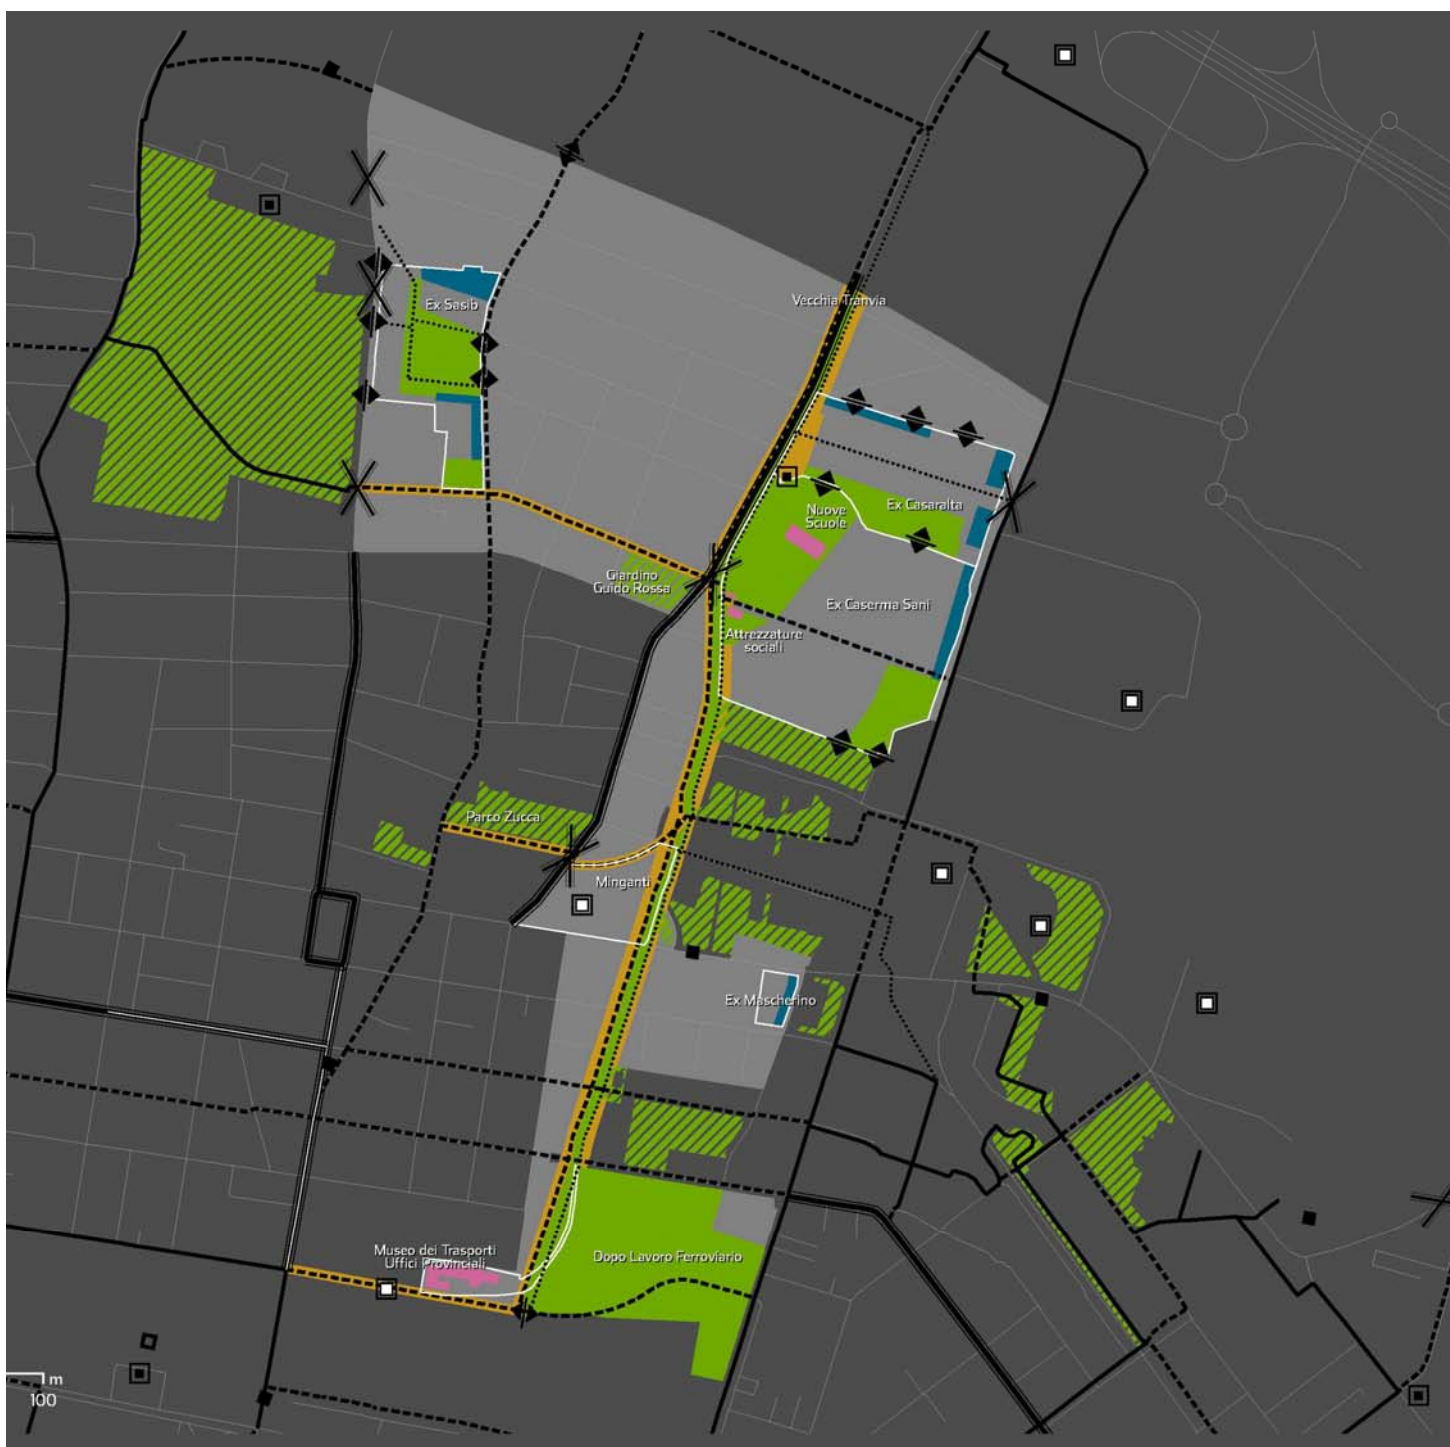 Vecchia Tranvia
Ex Sasib
Ex Casaralta
Nuove
Scuole
Giardino
Guido Rossa
Ex Caserma Sani
Attrezzature
sociali
Parco Zucca
Minganti
Ex Mascherino
Museo dei Trasporti
Uffici Provinciali
Dopo Lavoro Ferroviario
m
100